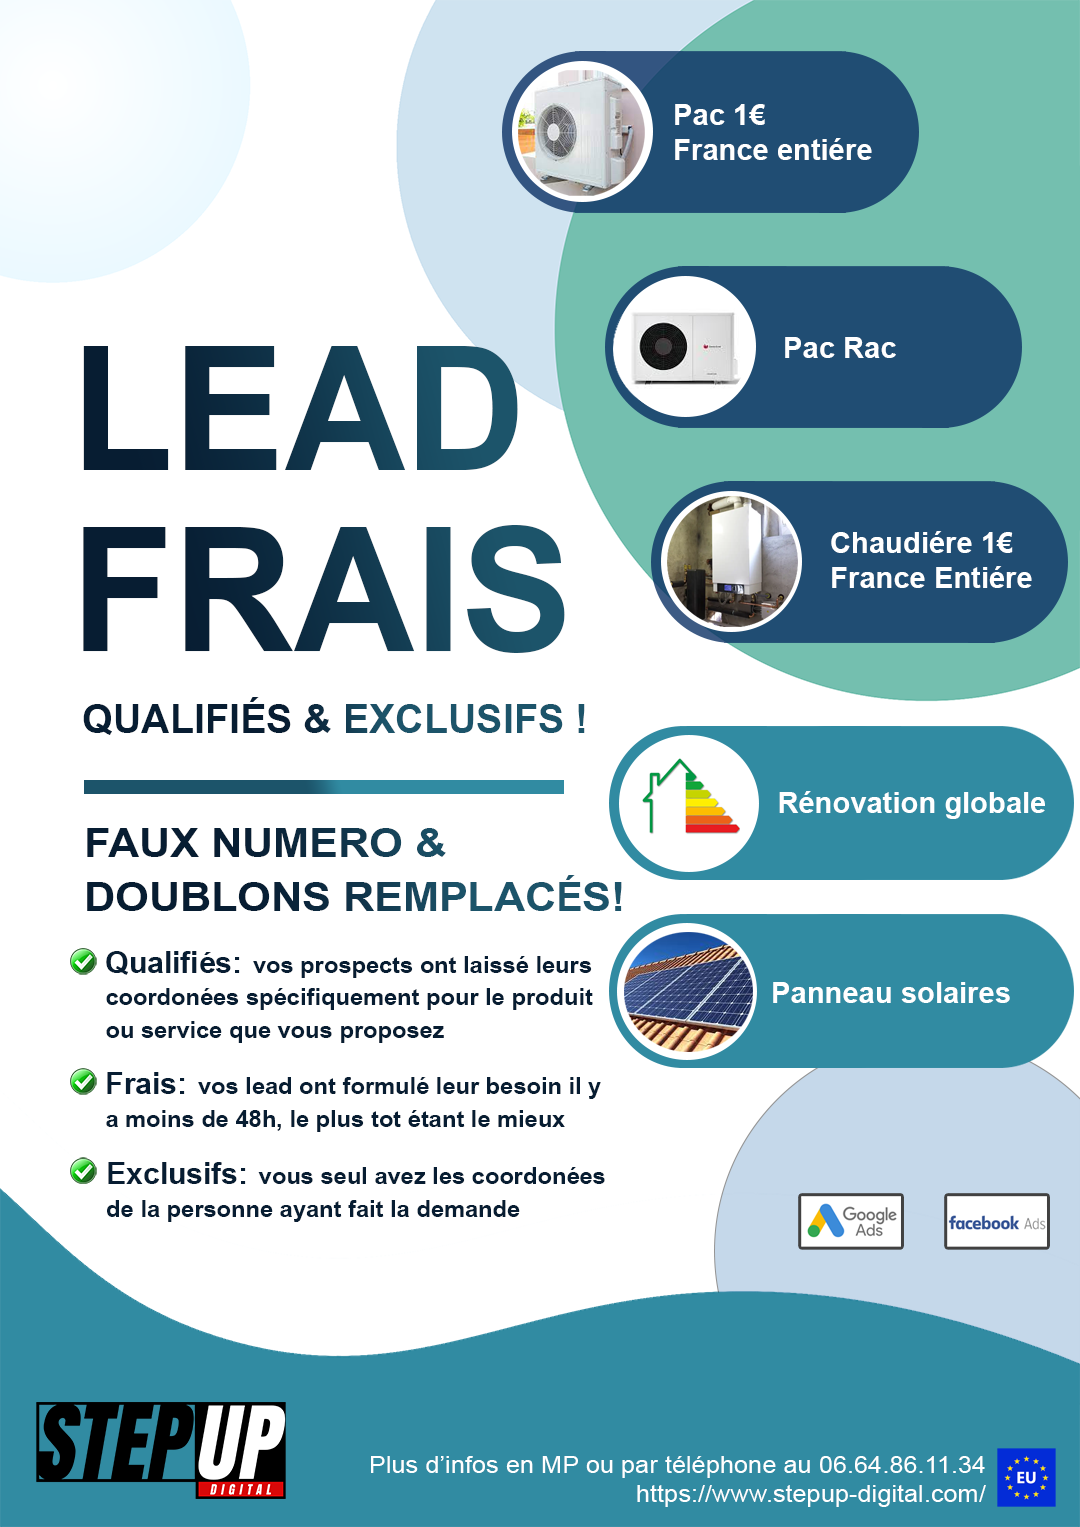 Pac 1€
France entiére
Pac Rac
Chaudiére 1€
France Entiére
LEAD
FRAIS
QUALIFIÉS & EXCLUSIFS !
FAUX NUMERO &
DOUBLONS REMPLACÉS!
Qualifiés: vos prospects ont laissé leurs
coordonées spécifiquement pour le produit
ou service que vous proposez
Frais: vos lead ont formulé leur besoin il y
a moins de 48h, le plus tot étant le mieux
Exclusifs: vous seul avez les coordonées
de la personne ayant fait la demande
Rénovation globale
Panneau solaires
Google
Ads
facebook Ads
STEPUP
DIGITAL
Plus d’infos en MP ou par téléphone au 06.64.86.11.34
https://www.stepup-digital.com/
EU